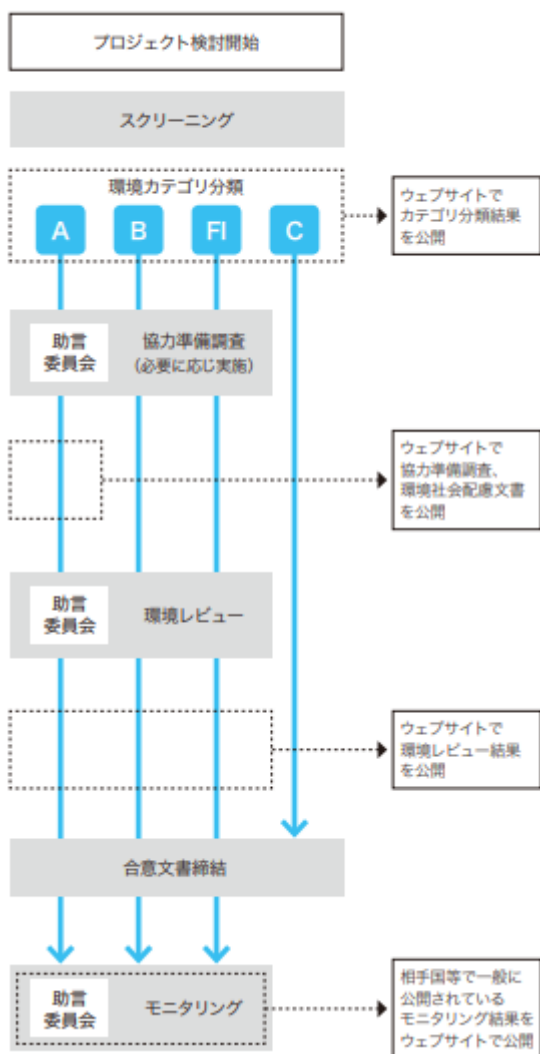 プロジェクト検討開始
スクリーニング
環境カテゴリ分類
A
B
FI
C
ウェブサイトで
カテゴリ分類結果
を公開
助言
委員会
協力準備調査
(必要に応じ実施)
ウェブサイトで
協力準備調査、
環境社会配慮文書
を公開
助言
委員会
環境レビュー
ウェブサイトで
環境レビュー結果
を公開
合意文書締結
助言
委員会
モニタリング
相手国等で一般に
公開されている
モニタリング結果を
ウェブサイトで公開